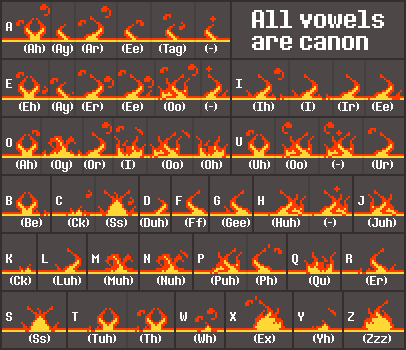 All vowels
are canon
A (Ah) (Ay) (Ar) (Ee) (Tag) (-)
E (Eh) (Ay) (Er) (Ee) (Oo) (-)
I (Ih) (I) (Ir) (Ee)
O (Ah) (Oy) (Or) (I) (Oo) (Oh)
U (Uh) (Oo) (-) (Ur)
B (Be) C (Ck) (Ss) D (Duh) F (Ff) G (Gee) H (Huh) (-) J (Juh)
K (Ck) L (Luh) M (Muh) N (Nuh) P (Puh) (Ph) Q (Qu) R (Er)
S (Ss) T (Tuh) (Th) W (Wh) X (Ex) Y (Yh) Z (Zzz)